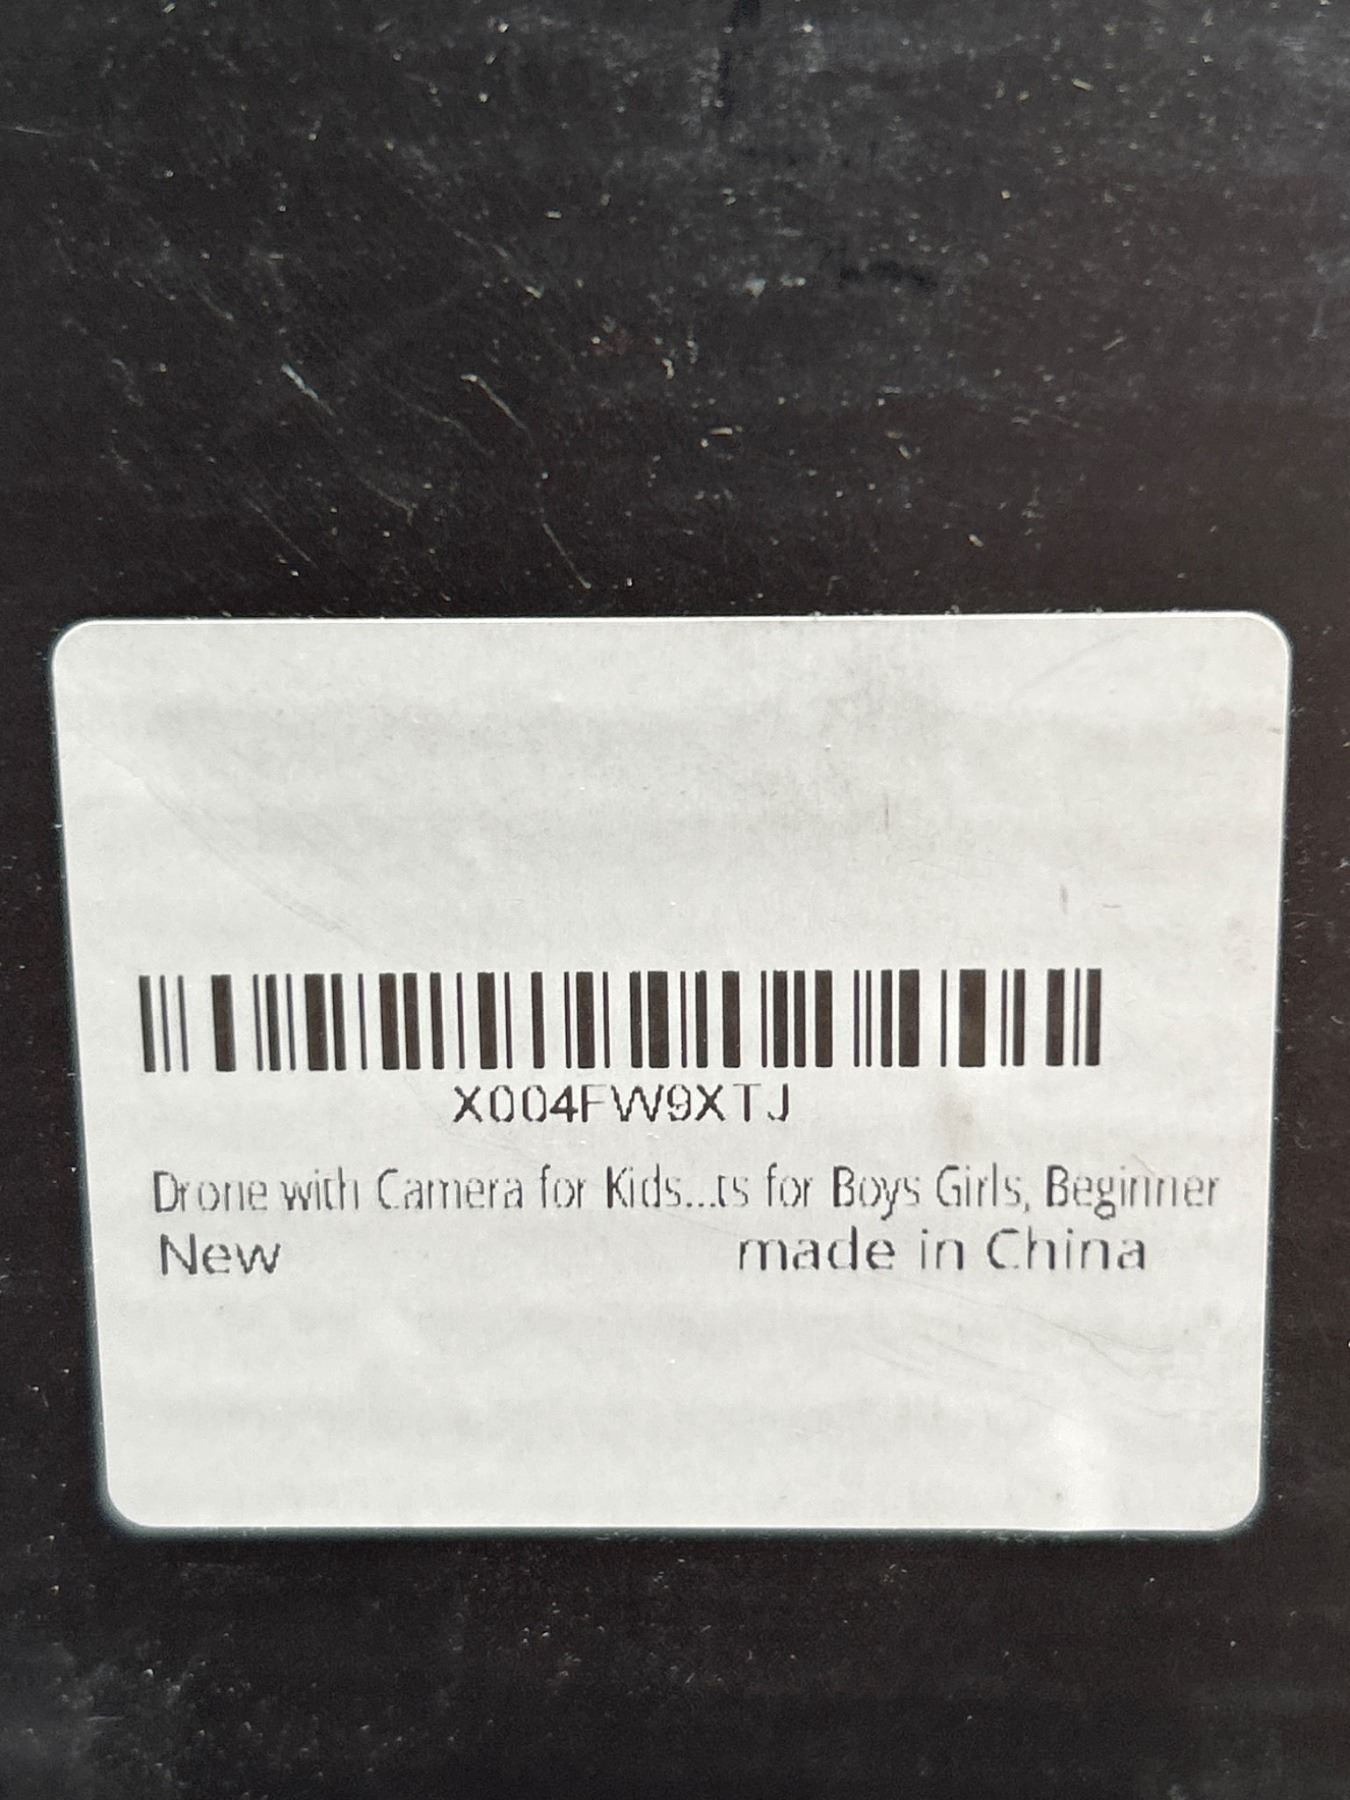 X004FW9XTJ
Drone with Camera for Kids...ts for Boys Girls, Beginner
New
made in China